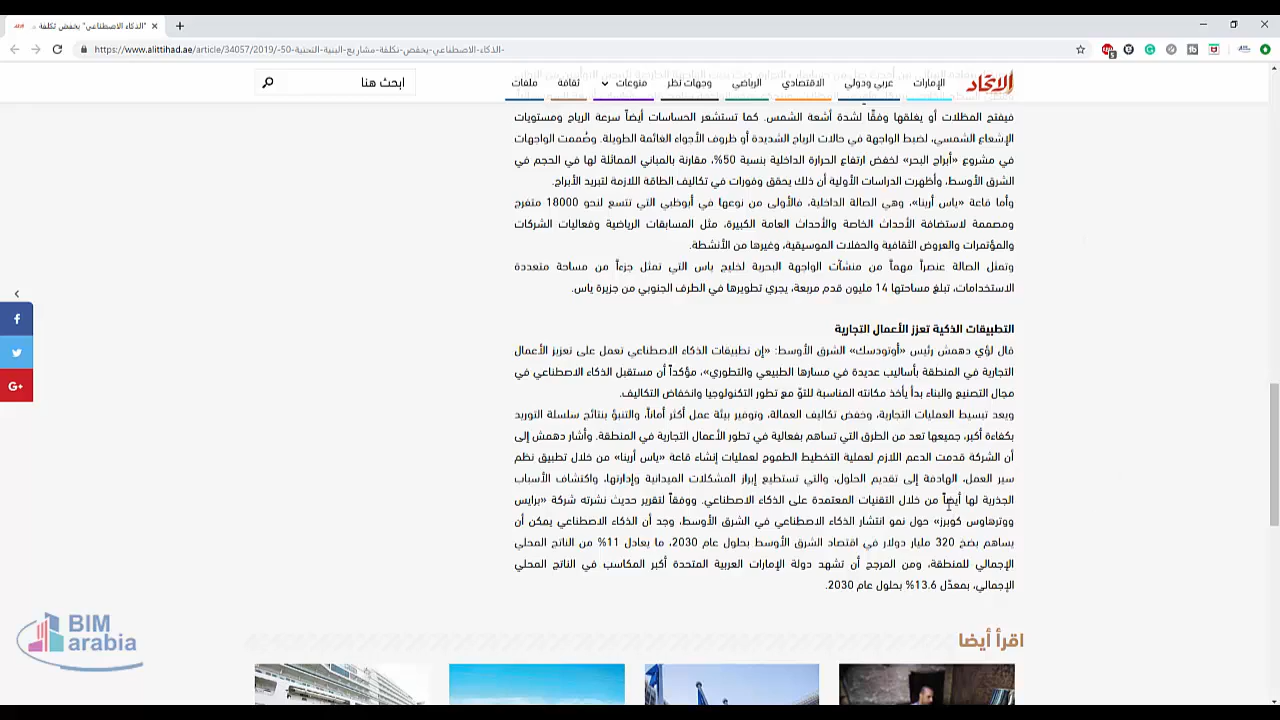 "الذكاء الاصطناعي" يخفض تكلفة
https://www.alittihad.ae/article/34057/2019/الذكاء-الاصطناعي-يخفض-تكلفة-مشاريع-البنية-التحتية-50-
الاتحاد
الإمارات
عربي ودولي
الاقتصادي
الرياضي
وجهات نظر
منوعات
ثقافة
ملفات
ابحث هنا
فيفتح المظلات أو يغلقها وفقًا لشدة أشعة الشمس. كما تستشعر الحساسات أيضاً سرعة الرياح ومستويات
الإشعاع الشمسي، لضبط الواجهة في حالات الرياح الشديدة أو ظروف الأجواء الغائمة الطويلة. وصُممت الواجهات
في مشروع «أبراج البحر» لخفض ارتفاع الحرارة الداخلية بنسبة 50%، مقارنة بالمباني المماثلة لها في الحجم في
الشرق الأوسط، وأظهرت الدراسات الأولية أن ذلك يحقق وفورات في تكاليف الطاقة اللازمة لتبريد الأبراج.
وأما قاعة «ياس أرينا»، وهي الصالة الداخلية، فالأولى من نوعها في أبوظبي التي تتسع لنحو 18000 متفرج
ومصممة لاستضافة الأحداث الخاصة والأحداث العامة الكبيرة، مثل المسابقات الرياضية وفعاليات الشركات
والمؤتمرات والعروض الثقافية والحفلات الموسيقية، وغيرها من الأنشطة.
وتمثل الصالة عنصراً مهماً من منشآت الواجهة البحرية لخليج ياس التي تمثل جزءاً من مساحة متعددة
الاستخدامات، تبلغ مساحتها 14 مليون قدم مربعة، يجري تطويرها في الطرف الجنوبي من جزيرة ياس.
التطبيقات الذكية تعزز الأعمال التجارية
قال لؤي دهمش رئيس «أوتودسك» الشرق الأوسط: «إن تطبيقات الذكاء الاصطناعي تعمل على تعزيز الأعمال
التجارية في المنطقة بأساليب عديدة في مسارها الطبيعي والتطوري»، مؤكداً أن مستقبل الذكاء الاصطناعي في
مجال التصنيع والبناء بدأ يأخذ مكانته المناسبة للتوّ مع تطور التكنولوجيا وانخفاض التكاليف.
ويعد تبسيط العمليات التجارية، وخفض تكاليف العمالة، وتوفير بيئة عمل أكثر أماناً، والتنبؤ بنتائج سلسلة التوريد
بكفاءة أكبر، جميعها تعد من الطرق التي تساهم بفعالية في تطور الأعمال التجارية في المنطقة. وأشار دهمش إلى
أن الشركة قدمت الدعم اللازم لعملية التخطيط الطموح لعمليات إنشاء قاعة «ياس أرينا» من خلال تطبيق نظم
سير العمل، الهادفة إلى تقديم الحلول، والتي تستطيع إبراز المشكلات الميدانية وإدارتها، واكتشاف الأسباب
الجذرية لها أيضاً من خلال التقنيات المعتمدة على الذكاء الاصطناعي. ووفقاً لتقرير حديث نشرته شركة «برايس
ووترهاوس كوبرز» حول نمو انتشار الذكاء الاصطناعي في الشرق الأوسط، وجد أن الذكاء الاصطناعي يمكن أن
يساهم بضخ 320 مليار دولار في اقتصاد الشرق الأوسط بحلول عام 2030، ما يعادل 11% من الناتج المحلي
الإجمالي للمنطقة، ومن المرجح أن تشهد دولة الإمارات العربية المتحدة أكبر المكاسب في الناتج المحلي
الإجمالي، بمعدّل 13.6% بحلول عام 2030.
اقرأ أيضا
BIM
arabia